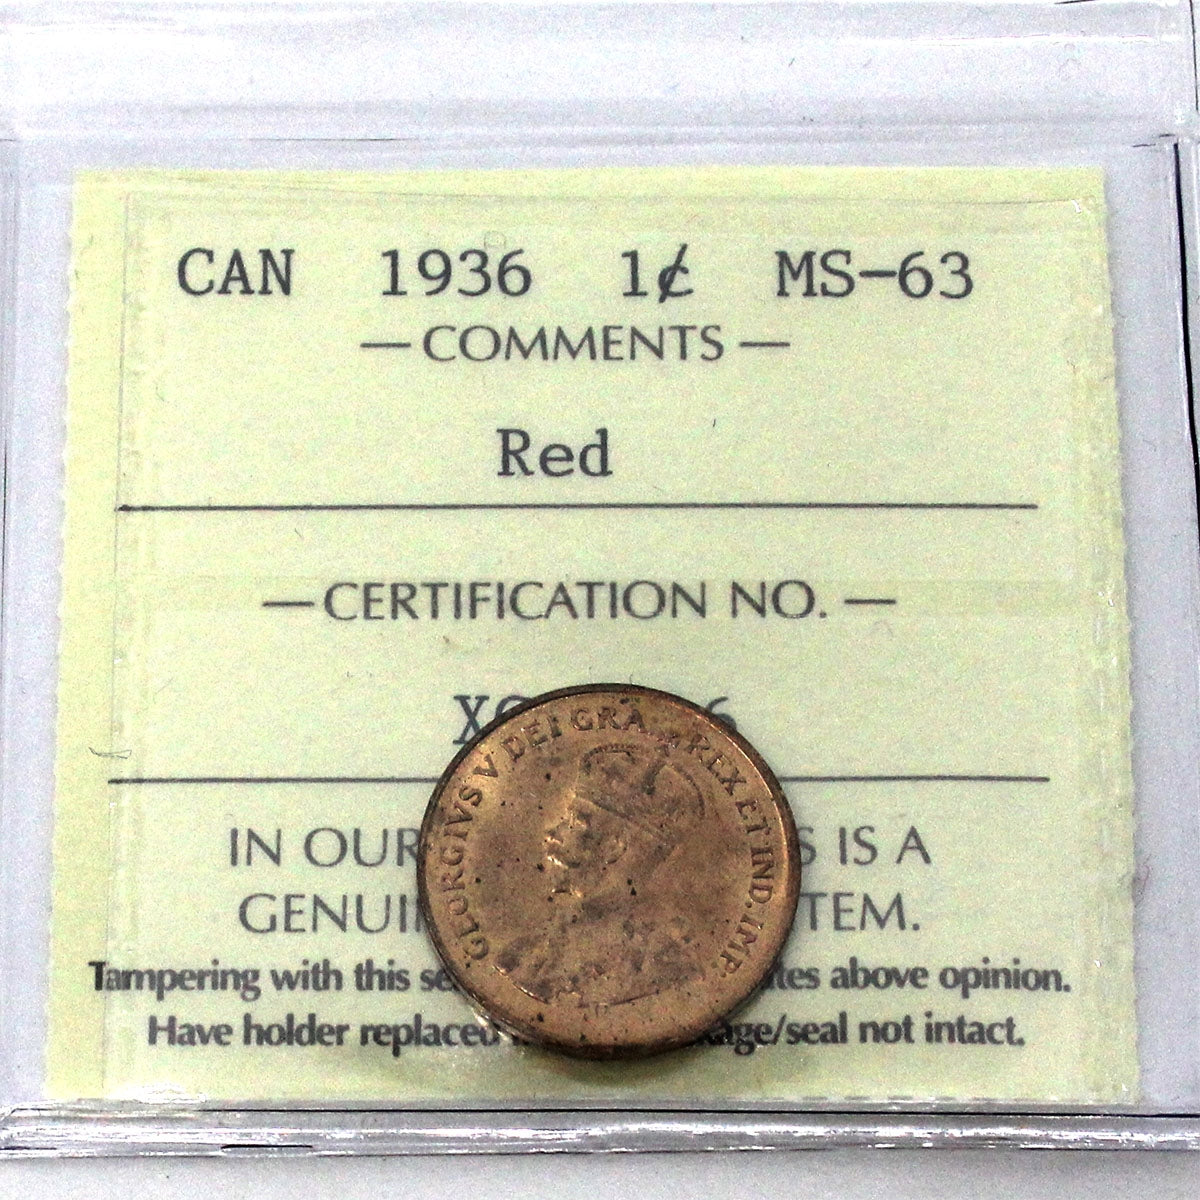 CAN 1936 1¢ MS-63
— COMMENTS —
Red
— CERTIFICATION NO. —
IN OUR S IS A
GENUI TEM.
Tampering with this se tes above opinion.
Have holder replaced age/seal not intact.
GEORGIVS V DEI GRA: REX ET IND: IMP: